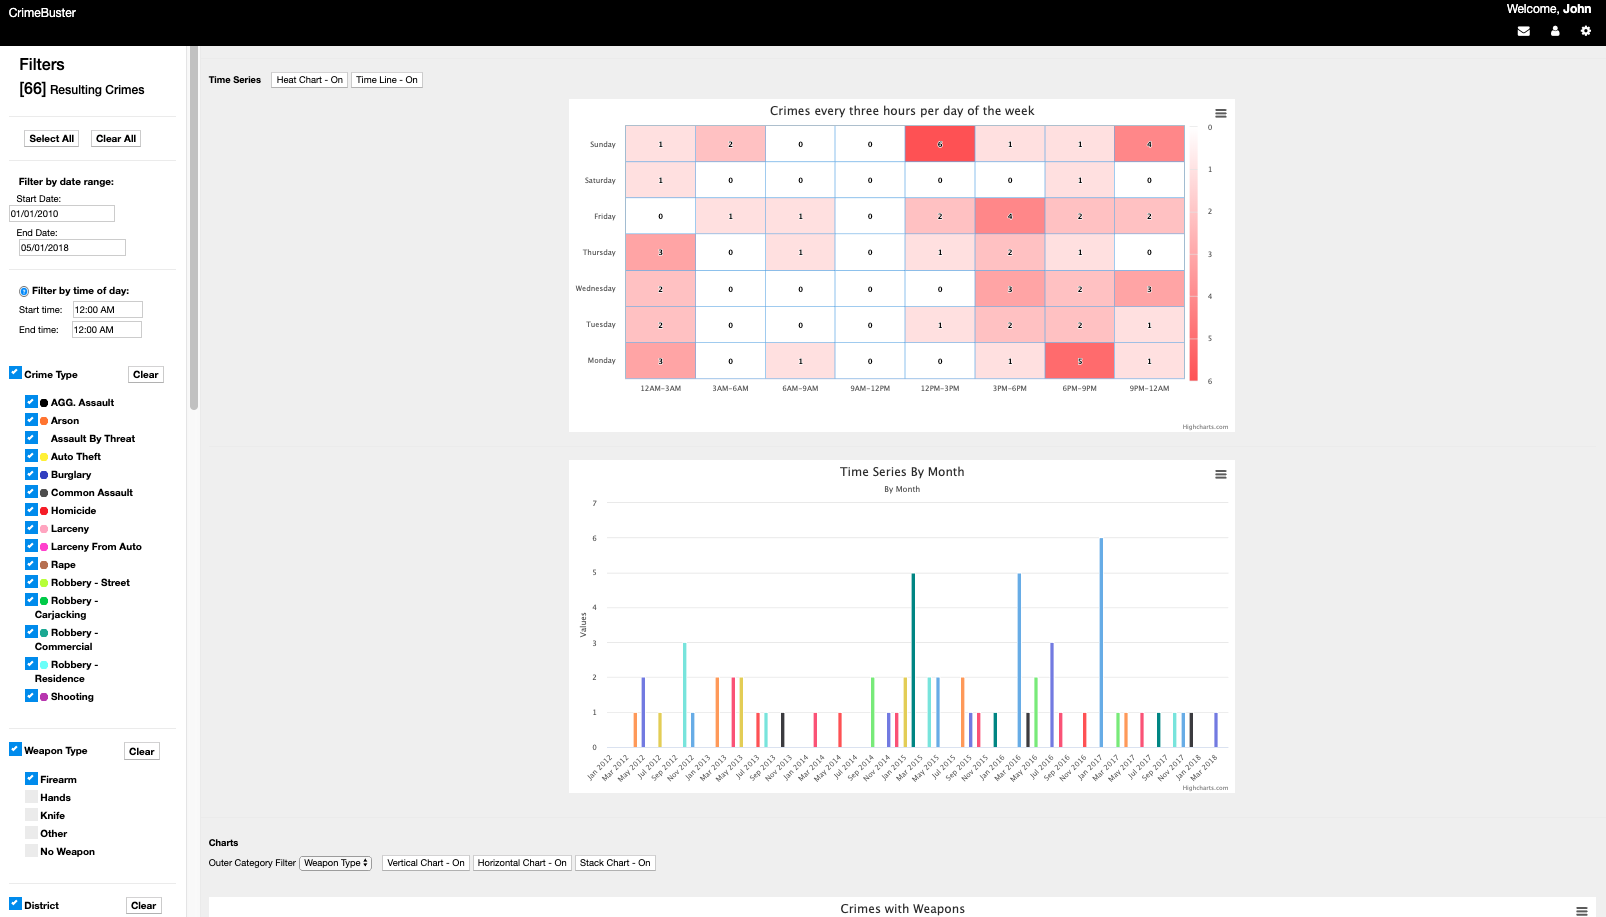 CrimeBuster
Welcome, John
Filters
[66] Resulting Crimes
Select All Clear All
Filter by date range:
Start Date:
01/01/2010
End Date:
05/01/2018
Filter by time of day:
Start time: 12:00 AM
End time: 12:00 AM
Crime Type Clear
AGG. Assault
Arson
Assault By Threat
Auto Theft
Burglary
Common Assault
Homicide
Larceny
Larceny From Auto
Rape
Robbery - Street
Robbery -
Carjacking
Robbery -
Commercial
Robbery -
Residence
Shooting
Weapon Type Clear
Firearm
Hands
Knife
Other
No Weapon
District Clear
Time Series Heat Chart - On Time Line - On
Crimes every three hours per day of the week
Sunday 1 2 0 0 6 1 1 4
Saturday 1 0 0 0 0 0 1 0
Friday 0 1 1 0 2 4 2 2
Thursday 3 0 1 0 1 2 1 0
Wednesday 2 0 0 0 0 3 2 3
Tuesday 2 0 0 0 1 2 2 1
Monday 3 0 1 0 0 1 5 1
12AM-3AM 3AM-6AM 6AM-9AM 9AM-12PM 12PM-3PM 3PM-6PM 6PM-9PM 9PM-12AM
0
1
2
3
4
5
6
Highcharts.com
Time Series By Month
By Month
Values
7
6
5
4
3
2
1
0
Jan 2012 Mar 2012 May 2012 Jul 2012 Sep 2012 Nov 2012 Jan 2013 Mar 2013 May 2013 Jul 2013 Sep 2013 Nov 2013 Jan 2014 Mar 2014 May 2014 Jul 2014 Sep 2014 Nov 2014 Jan 2015 Mar 2015 May 2015 Jul 2015 Sep 2015 Nov 2015 Jan 2016 Mar 2016 May 2016 Jul 2016 Sep 2016 Nov 2016 Jan 2017 Mar 2017 May 2017 Jul 2017 Sep 2017 Nov 2017 Jan 2018 Mar 2018
Highcharts.com
Charts
Outer Category Filter Weapon Type Vertical Chart - On Horizontal Chart - On Stack Chart - On
Crimes with Weapons